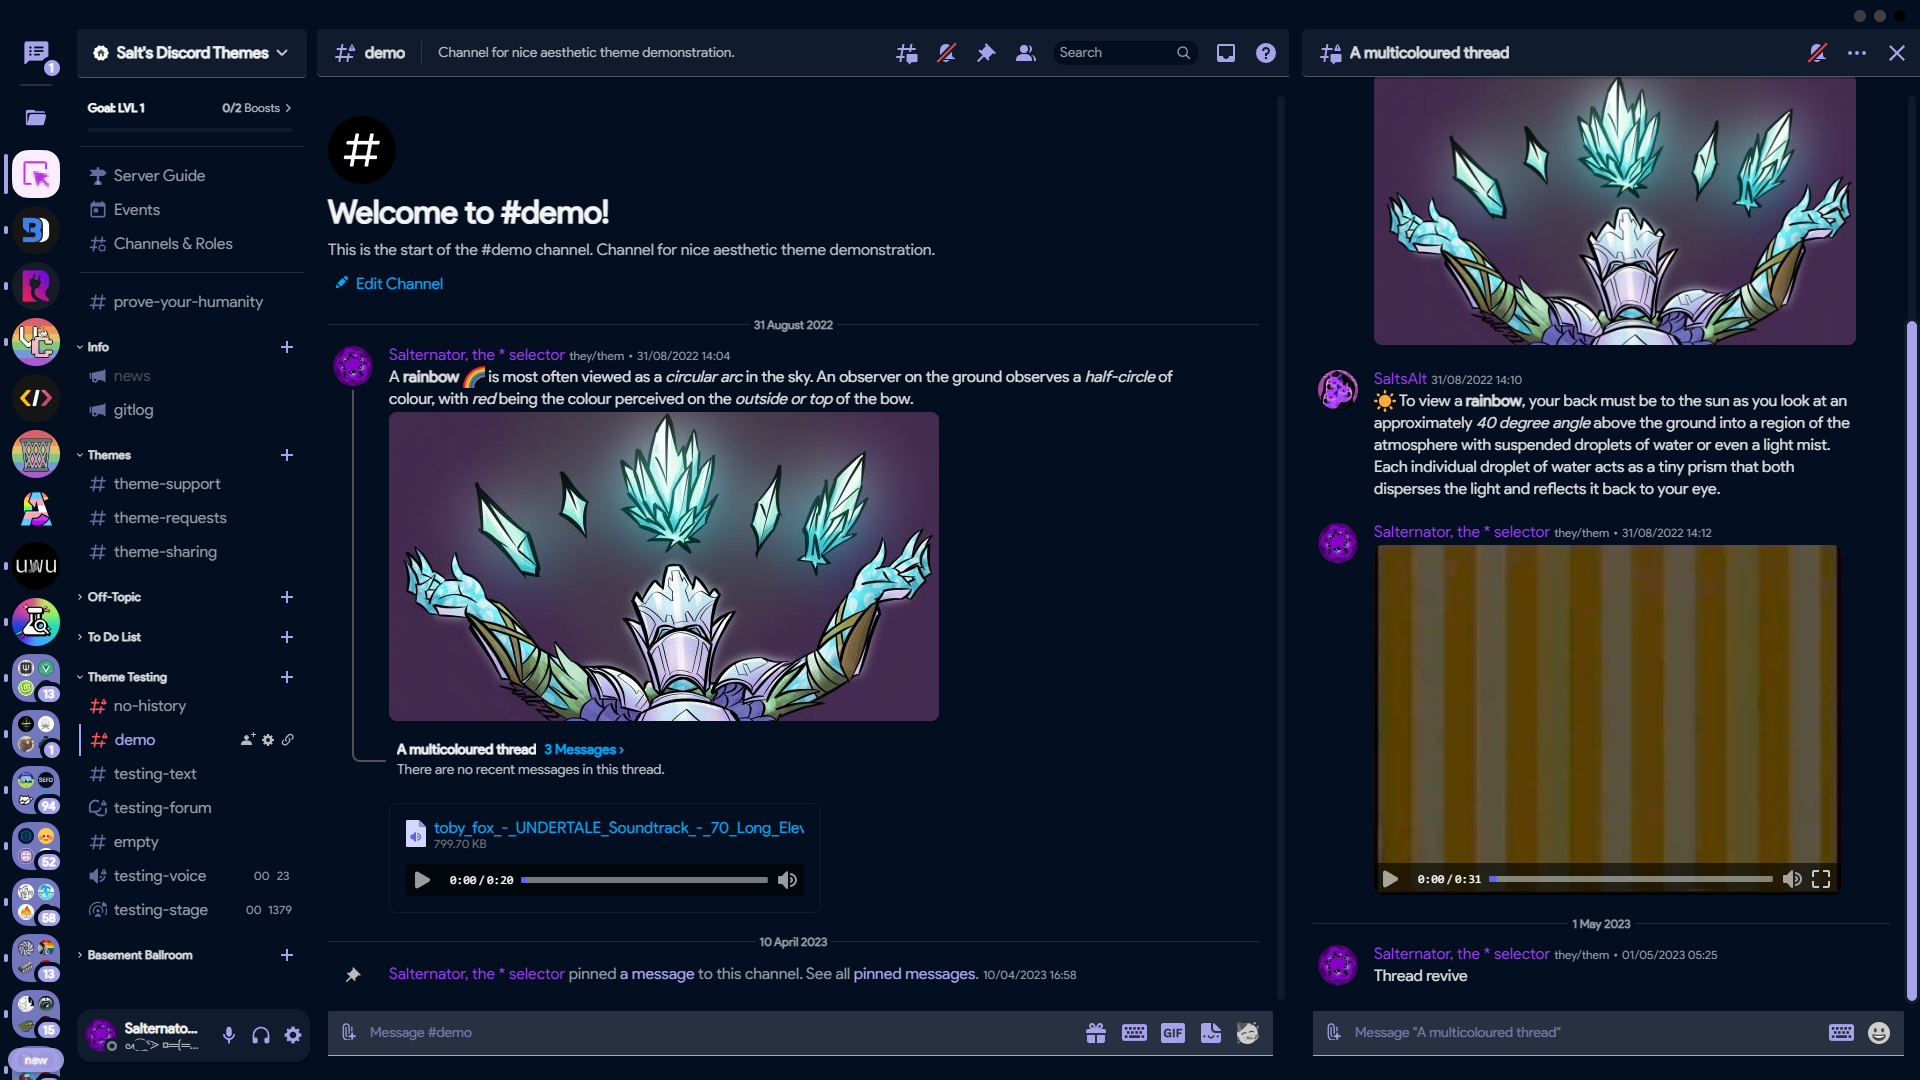 1
Salt's Discord Themes
Goal: LVL 1
0/2 Boosts
Server Guide
Events
Channels & Roles
prove-your-humanity
Info
news
gitlog
Themes
theme-support
theme-requests
theme-sharing
uwu
Off-Topic
To Do List
Theme Testing
no-history
demo
testing-text
testing-forum
empty
testing-voice
00 23
testing-stage
00 1379
Basement Ballroom
13
1
94
52
58
13
15
new
Salternato...
demo
Channel for nice aesthetic theme demonstration.
Search
Welcome to #demo!
This is the start of the #demo channel. Channel for nice aesthetic theme demonstration.
Edit Channel
31 August 2022
Salternator, the * selector they/them • 31/08/2022 14:04
A rainbow 🌈 is most often viewed as a circular arc in the sky. An observer on the ground observes a half-circle of
colour, with red being the colour perceived on the outside or top of the bow.
A multicoloured thread 3 Messages ›
There are no recent messages in this thread.
toby_fox_-_UNDERTALE_Soundtrack_-_70_Long_Elev
799.70 KB
0:00/0:20
10 April 2023
Salternator, the * selector pinned a message to this channel. See all pinned messages. 10/04/2023 16:58
Message #demo
GIF
A multicoloured thread
SaltsAlt 31/08/2022 14:10
☀️ To view a rainbow, your back must be to the sun as you look at an
approximately 40 degree angle above the ground into a region of the
atmosphere with suspended droplets of water or even a light mist.
Each individual droplet of water acts as a tiny prism that both
disperses the light and reflects it back to your eye.
Salternator, the * selector they/them • 31/08/2022 14:12
0:00/0:31
1 May 2023
Salternator, the * selector they/them • 01/05/2023 05:25
Thread revive
Message "A multicoloured thread"